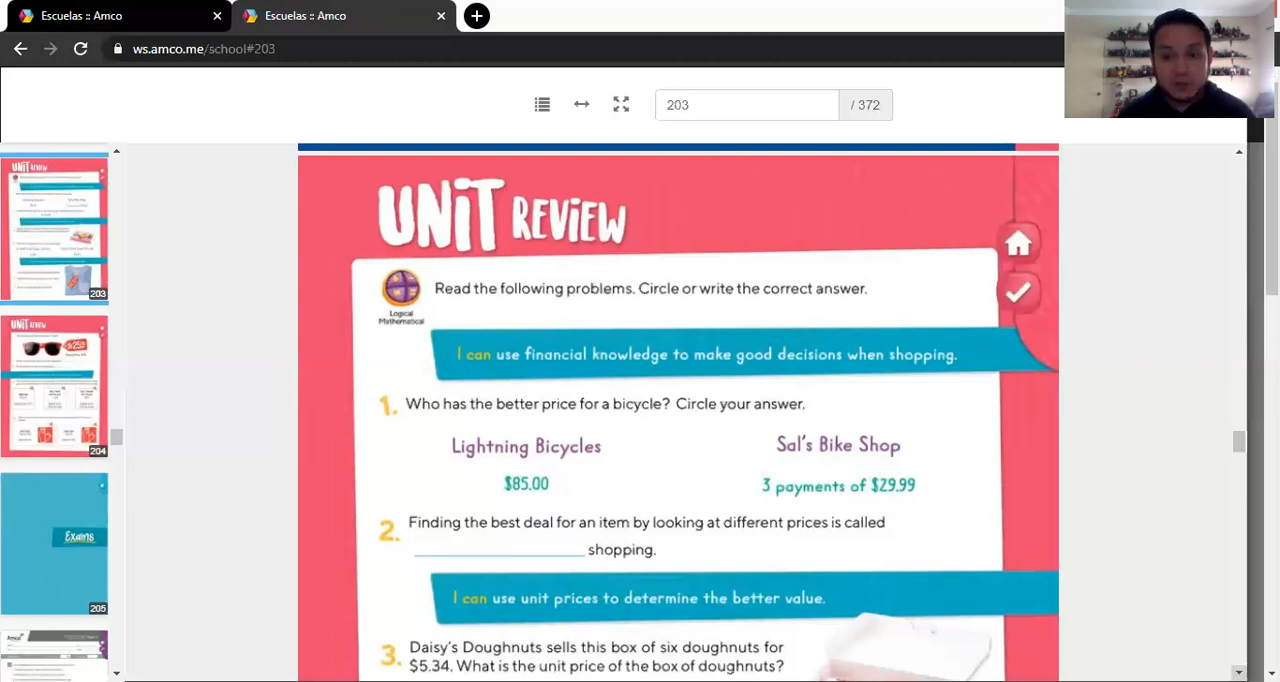 Escuelas :: Amco
Escuelas :: Amco
ws.amco.me/school#203
203 / 372
UNiT REViEW
Read the following problems. Circle or write the correct answer.
Logical
Mathematical
I can use financial knowledge to make good decisions when shopping.
1. Who has the better price for a bicycle? Circle your answer.
Lightning Bicycles Sal's Bike Shop
$85.00 3 payments of $29.99
2. Finding the best deal for an item by looking at different prices is called
shopping.
I can use unit prices to determine the better value.
3. Daisy's Doughnuts sells this box of six doughnuts for
$5.34. What is the unit price of the box of doughnuts?
UNiT REViEW
203
UNiT REViEW
204
Exams
205
Amco